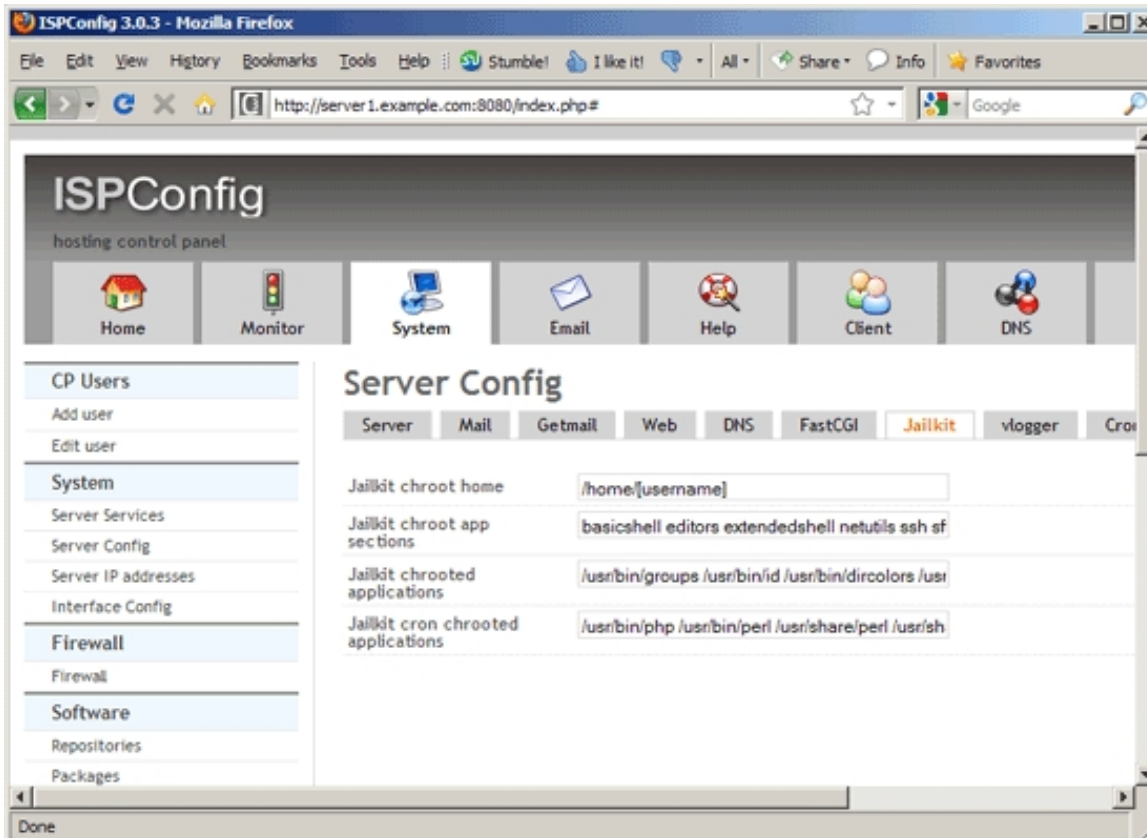 ISPConfig 3.0.3 - Mozilla Firefox
File Edit View History Bookmarks Tools Help Stumble! I like it! All Share Info Favorites
http://server1.example.com:8080/index.php# Google
ISPConfig
hosting control panel
Home Monitor System Email Help Client DNS
CP Users
Add user
Edit user
System
Server Services
Server Config
Server IP addresses
Interface Config
Firewall
Firewall
Software
Repositories
Packages
Server Config
Server Mail Getmail Web DNS FastCGI Jailkit vlogger
Jailkit chroot home
/home/[username]
Jailkit chroot app
sections
basicshell editors extendedshell netutils ssh sf
Jailkit chrooted
applications
/usr/bin/groups /usr/bin/id /usr/bin/dircolors /usr
Jailkit cron chrooted
applications
/usr/bin/php /usr/bin/perl /usr/share/perl /usr/sh
Done